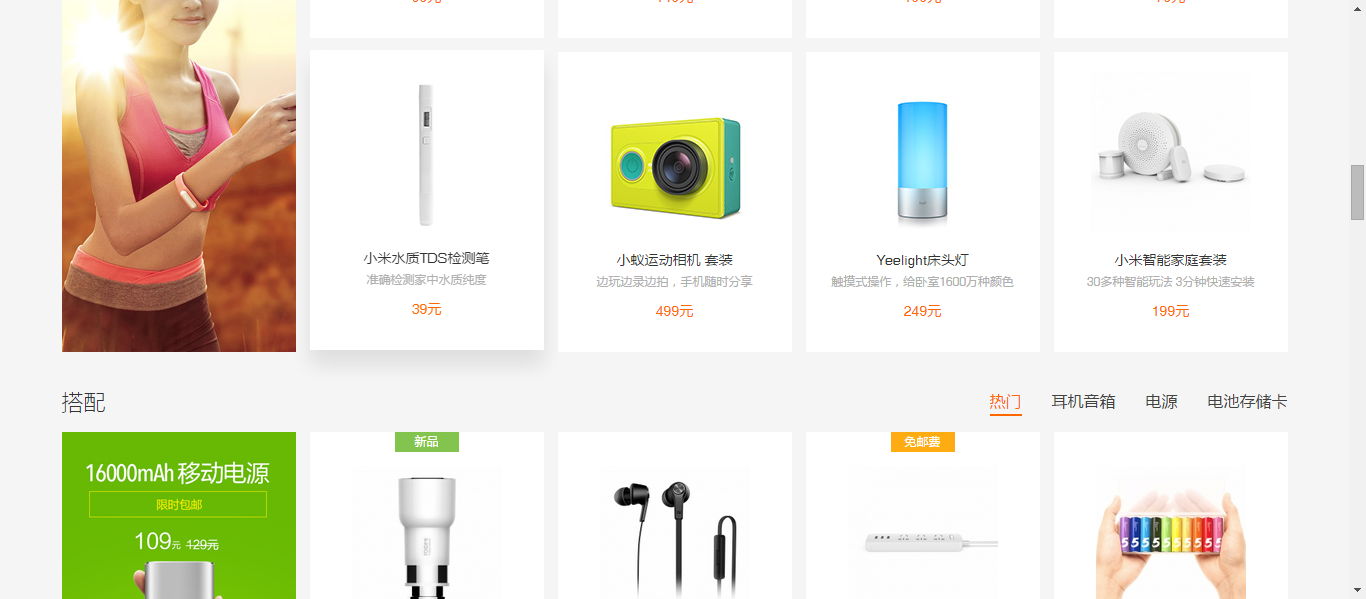 小米水质TDS检测笔
准确检测家中水质纯度
39元
小蚁运动相机 套装
边玩边录边拍，手机随时分享
499元
Yeelight床头灯
触摸式操作，给卧室1600万种颜色
249元
小米智能家庭套装
30多种智能玩法 3分钟快速安装
199元
搭配
热门
耳机音箱
电源
电池存储卡
16000mAh 移动电源
限时包邮
109元 129元
新品
免邮费